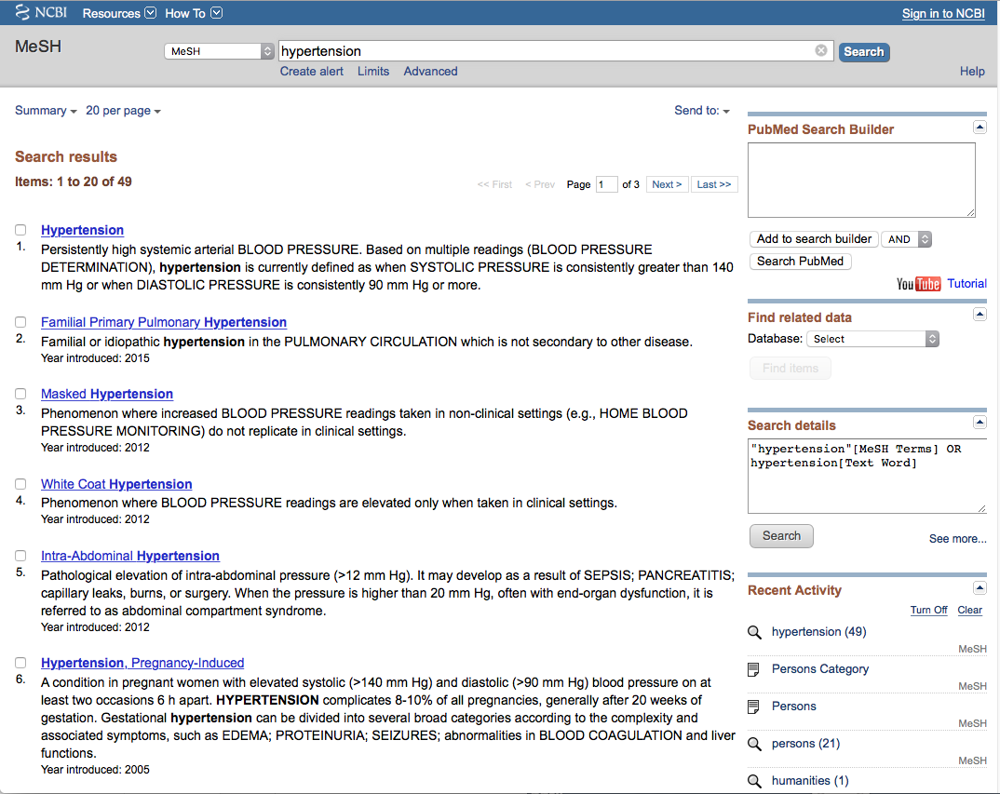 NCBI Resources How To Sign in to NCBI
MeSH MeSH hypertension Search
Create alert Limits Advanced Help
Summary 20 per page Send to:
Search results
Items: 1 to 20 of 49
<< First < Prev Page 1 of 3 Next > Last >>
Hypertension
1. Persistently high systemic arterial BLOOD PRESSURE. Based on multiple readings (BLOOD PRESSURE
DETERMINATION), hypertension is currently defined as when SYSTOLIC PRESSURE is consistently greater than 140
mm Hg or when DIASTOLIC PRESSURE is consistently 90 mm Hg or more.
Familial Primary Pulmonary Hypertension
2. Familial or idiopathic hypertension in the PULMONARY CIRCULATION which is not secondary to other disease.
Year introduced: 2015
Masked Hypertension
3. Phenomenon where increased BLOOD PRESSURE readings taken in non-clinical settings (e.g., HOME BLOOD
PRESSURE MONITORING) do not replicate in clinical settings.
Year introduced: 2012
White Coat Hypertension
4. Phenomenon where BLOOD PRESSURE readings are elevated only when taken in clinical settings.
Year introduced: 2012
Intra-Abdominal Hypertension
5. Pathological elevation of intra-abdominal pressure (>12 mm Hg). It may develop as a result of SEPSIS; PANCREATITIS;
capillary leaks, burns, or surgery. When the pressure is higher than 20 mm Hg, often with end-organ dysfunction, it is
referred to as abdominal compartment syndrome.
Year introduced: 2012
Hypertension, Pregnancy-Induced
6. A condition in pregnant women with elevated systolic (>140 mm Hg) and diastolic (>90 mm Hg) blood pressure on at
least two occasions 6 h apart. HYPERTENSION complicates 8-10% of all pregnancies, generally after 20 weeks of
gestation. Gestational hypertension can be divided into several broad categories according to the complexity and
associated symptoms, such as EDEMA; PROTEINURIA; SEIZURES; abnormalities in BLOOD COAGULATION and liver
functions.
Year introduced: 2005
PubMed Search Builder
Add to search builder AND
Search PubMed
YouTube Tutorial
Find related data
Database: Select
Find items
Search details
"hypertension"[MeSH Terms] OR
hypertension[Text Word]
Search See more...
Recent Activity
Turn Off Clear
hypertension (49)
MeSH
Persons Category
MeSH
Persons
MeSH
persons (21)
MeSH
humanities (1)